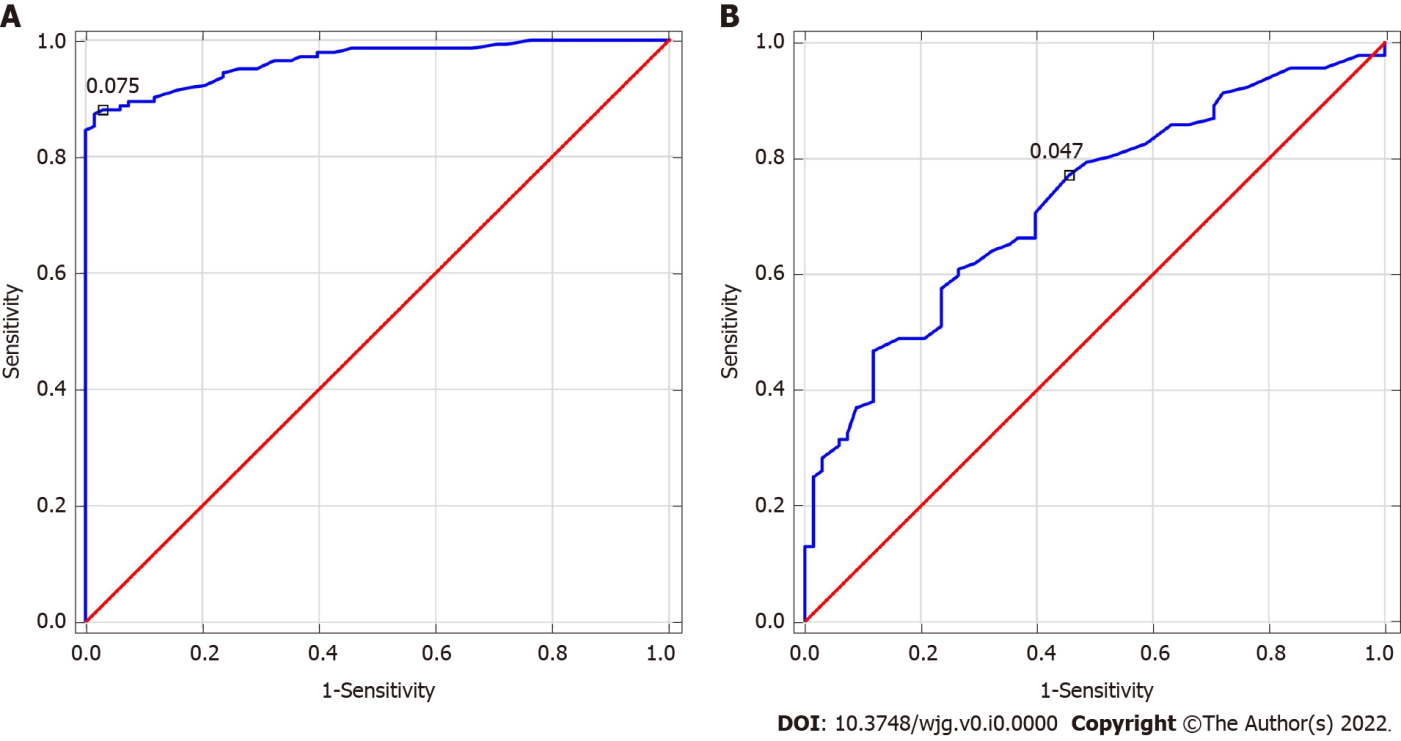 A
1.0
0.8
0.6
0.4
0.2
0.0
Sensitivity
0.075
0.0 0.2 0.4 0.6 0.8 1.0
1-Sensitivity
B
1.0
0.8
0.6
0.4
0.2
0.0
Sensitivity
0.047
0.0 0.2 0.4 0.6 0.8 1.0
1-Sensitivity
DOI: 10.3748/wjg.v0.i0.0000 Copyright ©The Author(s) 2022.